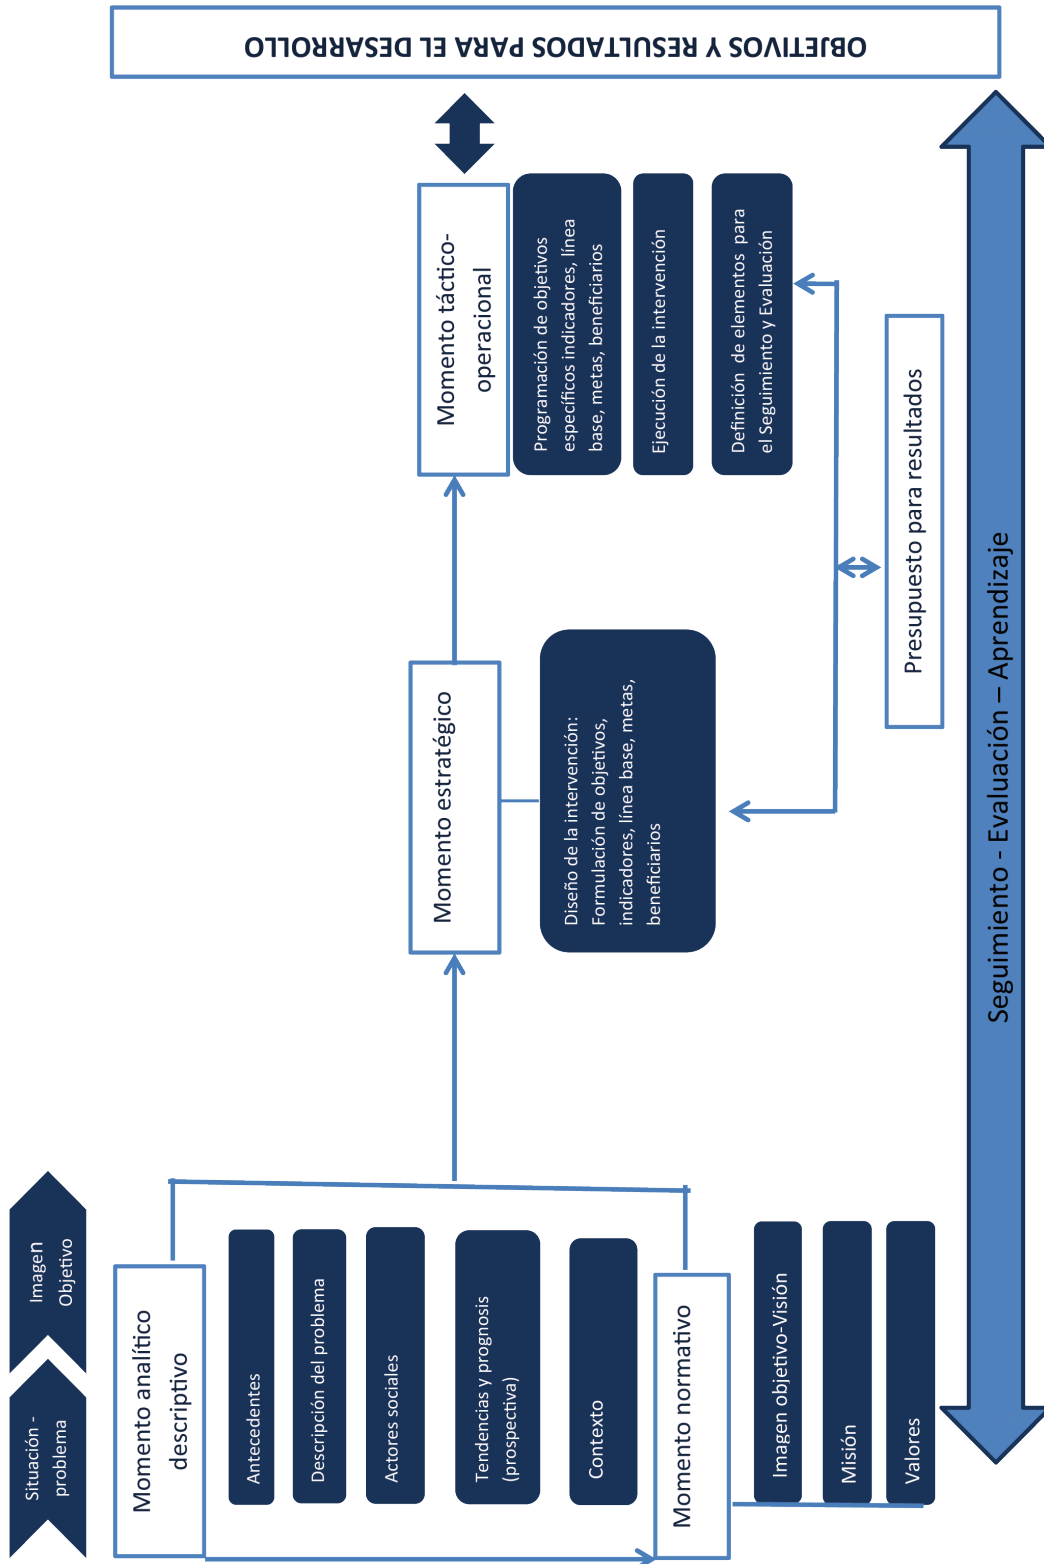 Situación -
problema
Imagen
Objetivo
Momento analítico
descriptivo
Antecedentes
Descripción del problema
Actores sociales
Tendencias y prognosis
(prospectiva)
Contexto
Momento normativo
Imagen objetivo-Visión
Misión
Valores
Momento estratégico
Diseño de la intervención:
Formulación de objetivos,
indicadores, línea base, metas,
beneficiarios
Momento táctico-
operacional
Programación de objetivos
específicos indicadores, línea
base, metas, beneficiarios
Ejecución de la intervención
Definición de elementos para
el Seguimiento y Evaluación
Presupuesto para resultados
Seguimiento - Evaluación – Aprendizaje
OBJETIVOS Y RESULTADOS PARA EL DESARROLLO